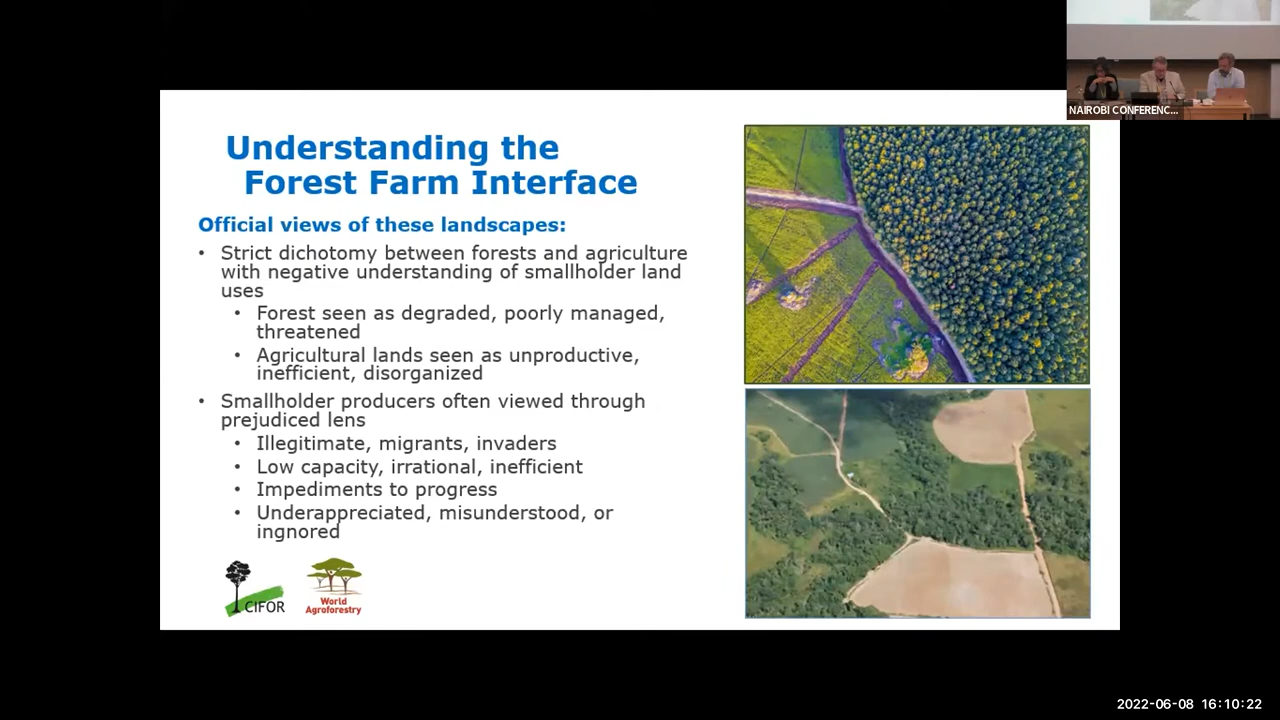 NAIROBI CONFERENC...
Understanding the
Forest Farm Interface
Official views of these landscapes:
• Strict dichotomy between forests and agriculture
with negative understanding of smallholder land
uses
• Forest seen as degraded, poorly managed,
threatened
• Agricultural lands seen as unproductive,
inefficient, disorganized
• Smallholder producers often viewed through
prejudiced lens
• Illegitimate, migrants, invaders
• Low capacity, irrational, inefficient
• Impediments to progress
• Underappreciated, misunderstood, or
ingnored
CIFOR
World
Agroforestry
2022-06-08 16:10:22